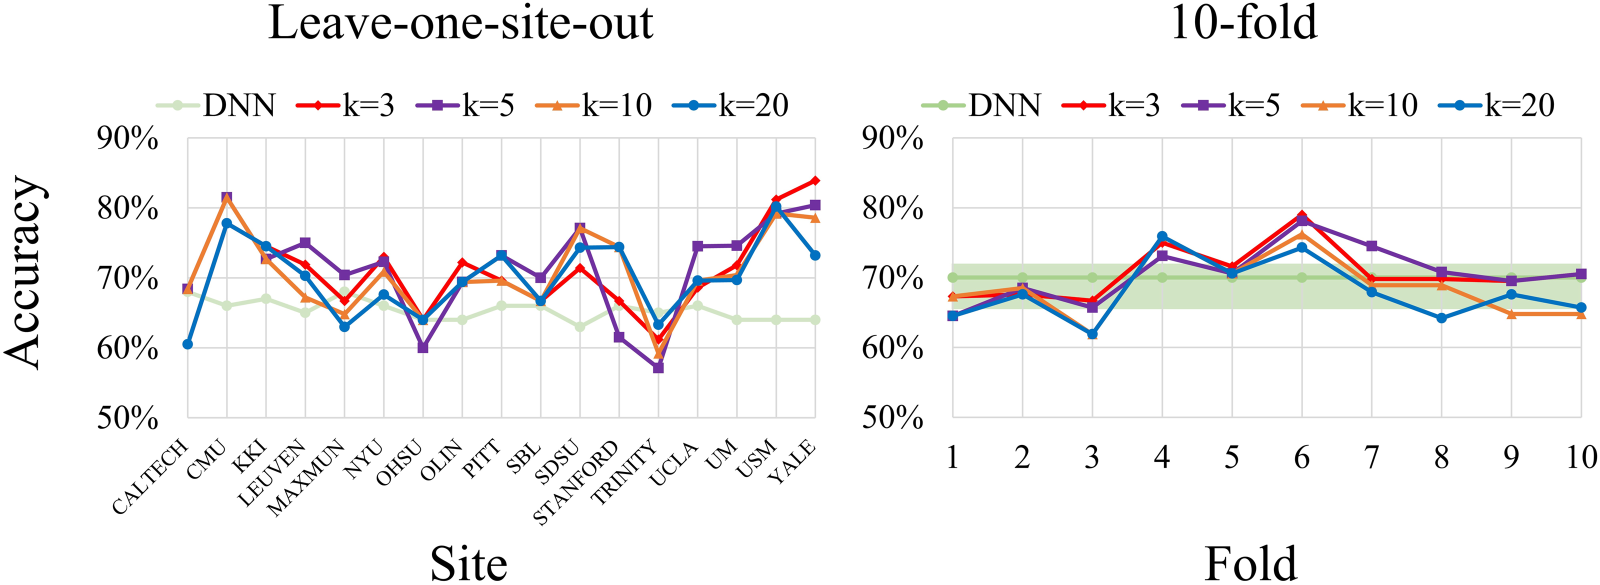 Leave-one-site-out
DNN k=3 k=5 k=10 k=20
90%
80%
70%
60%
50%
Accuracy
CALTECH
CMU
KKI
LEUVEN
MAXMUN
NYU
OHSU
OLIN
PITT
SBL
SDSU
STANFORD
TRINITY
UCLA
UM
USM
YALE
Site
10-fold
DNN k=3 k=5 k=10 k=20
90%
80%
70%
60%
50%
1 2 3 4 5 6 7 8 9 10
Fold